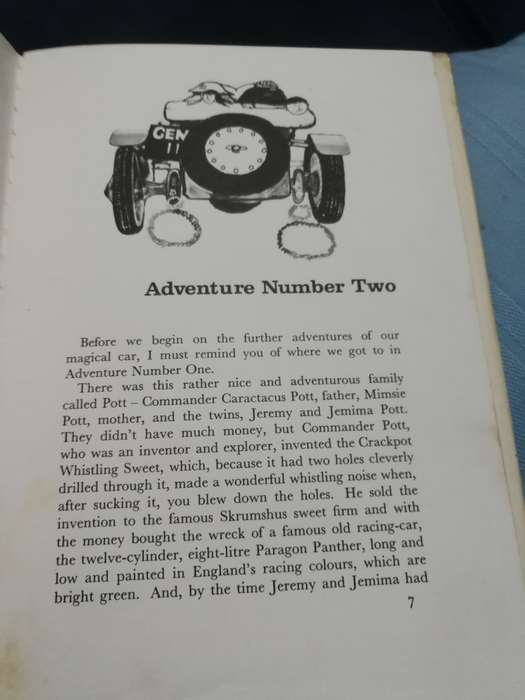 GEN
11
Adventure Number Two
Before we begin on the further adventures of our
magical car, I must remind you of where we got to in
Adventure Number One.
There was this rather nice and adventurous family
called Pott – Commander Caractacus Pott, father, Mimsie
Pott, mother, and the twins, Jeremy and Jemima Pott.
They didn't have much money, but Commander Pott,
who was an inventor and explorer, invented the Crackpot
Whistling Sweet, which, because it had two holes cleverly
drilled through it, made a wonderful whistling noise when,
after sucking it, you blew down the holes. He sold the
invention to the famous Skrumshus sweet firm and with
the money bought the wreck of a famous old racing-car,
the twelve-cylinder, eight-litre Paragon Panther, long and
low and painted in England's racing colours, which are
bright green. And, by the time Jeremy and Jemima had
7